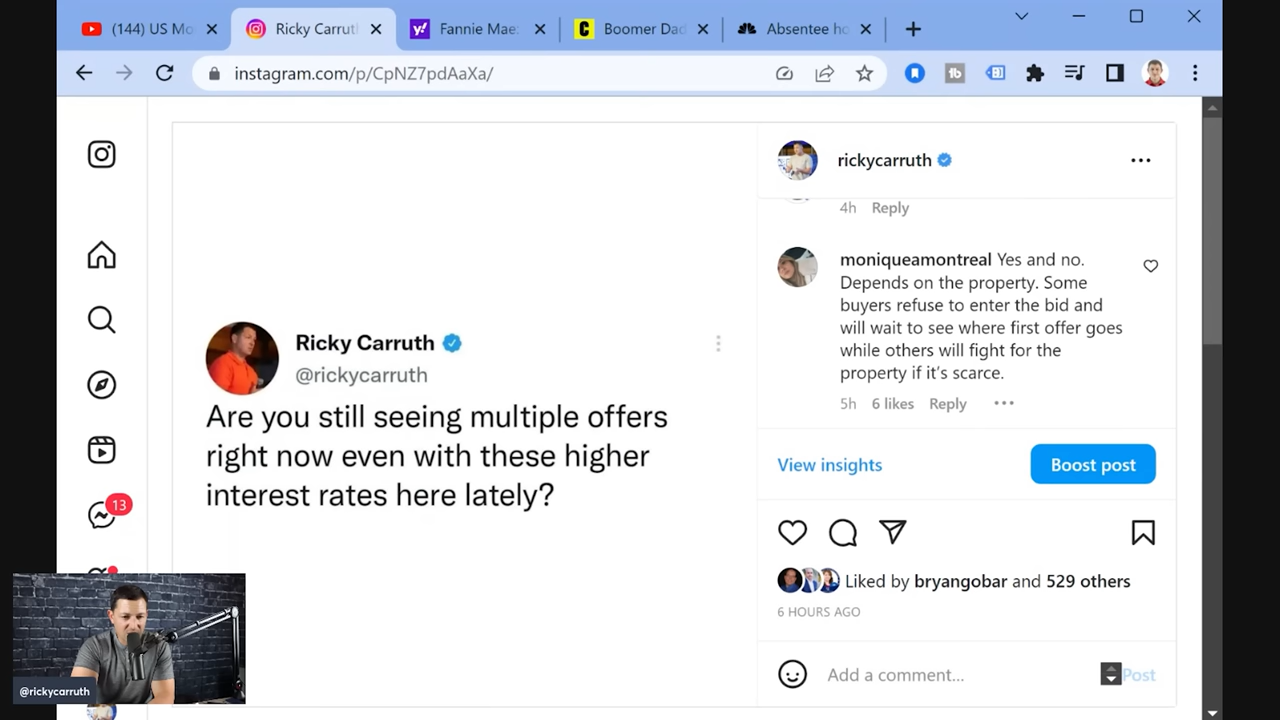 (144) US Mo
Ricky Carrut
Fannie Mae:
Boomer Dad
Absentee ho
instagram.com/p/CpNZ7pdAaXa/
rickycarruth
4h Reply
moniqueamontreal Yes and no.
Depends on the property. Some
buyers refuse to enter the bid and
will wait to see where first offer goes
while others will fight for the
property if it’s scarce.
5h 6 likes Reply
Ricky Carruth
@rickycarruth
Are you still seeing multiple offers
right now even with these higher
interest rates here lately?
View insights
Boost post
13
Liked by bryangobar and 529 others
6 HOURS AGO
Add a comment...
Post
@rickycarruth